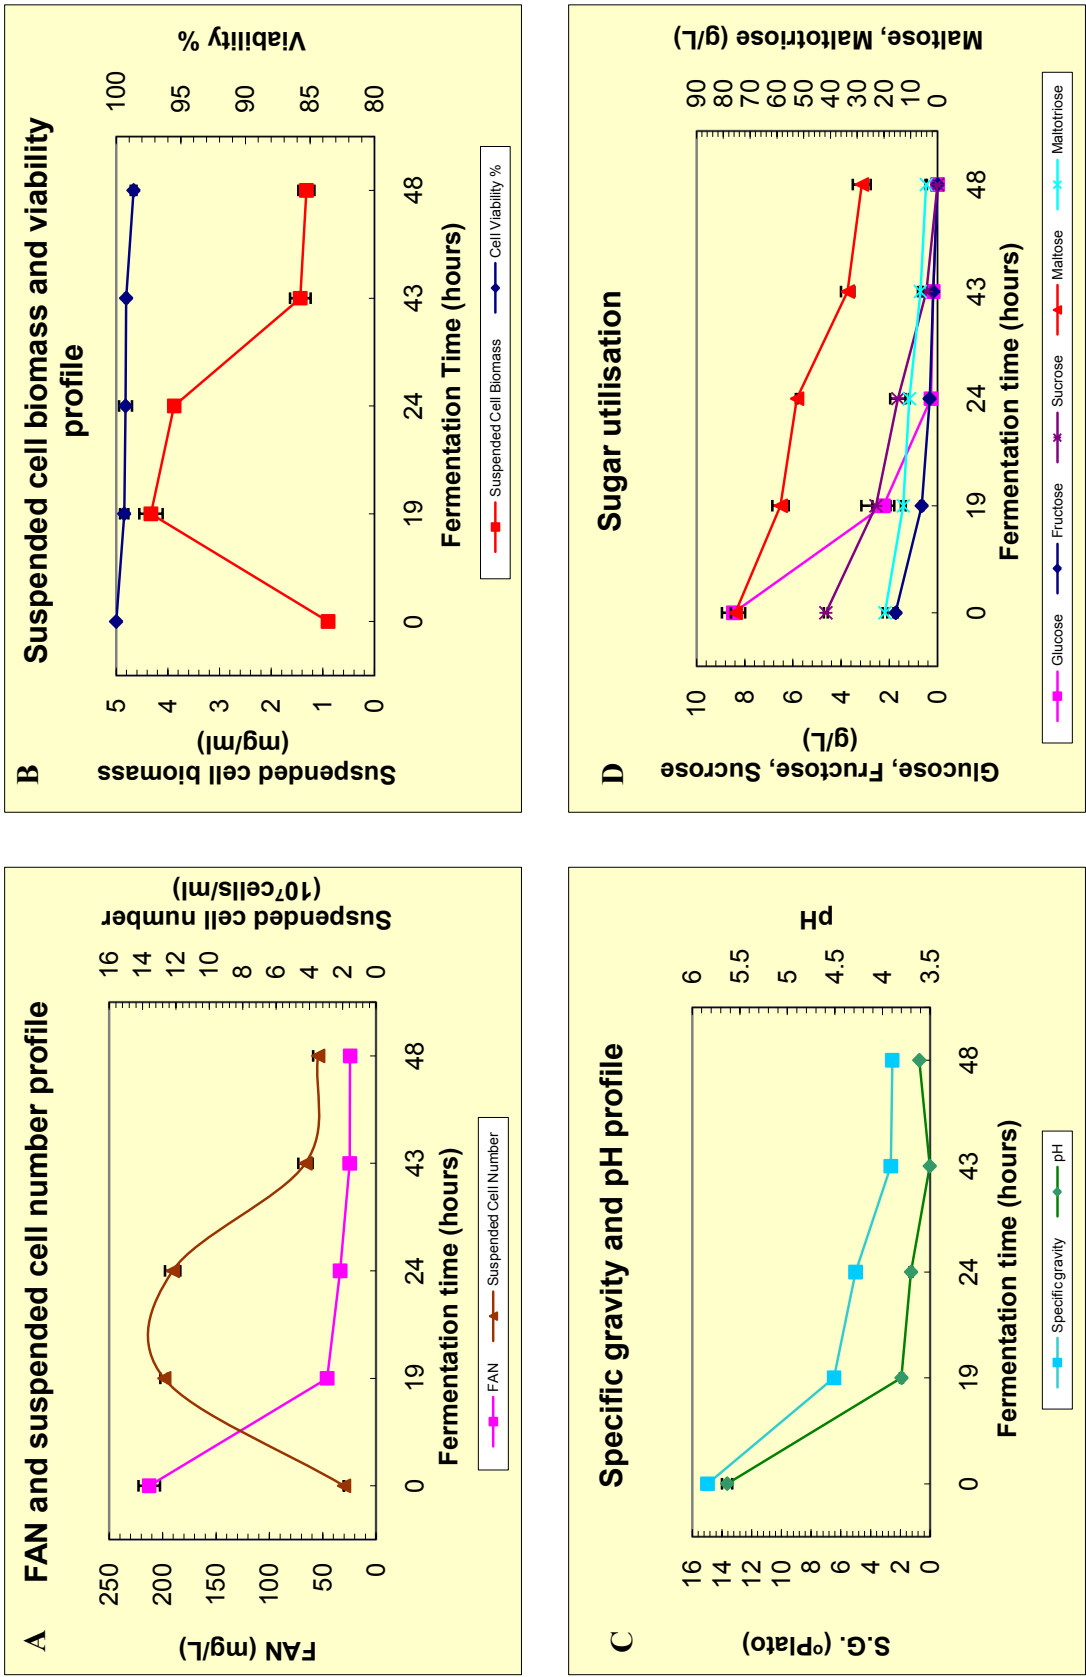 A
FAN and suspended cell number profile
FAN (mg/L)
250
200
150
100
50
0
Suspended cell number
(10⁷cells/ml)
16
14
12
10
8
6
4
2
0
0
19
24
43
48
Fermentation time (hours)
FAN
Suspended Cell Number
B
Suspended cell biomass and viability
profile
Suspended cell biomass
(mg/ml)
5
4
3
2
1
0
Viability %
100
95
90
85
80
0
19
24
43
48
Fermentation Time (hours)
Suspended Cell Biomass
Cell Viability %
C
Specific gravity and pH profile
S.G. (ºPlato)
16
14
12
10
8
6
4
2
0
pH
6
5.5
5
4.5
4
3.5
0
19
24
43
48
Fermentation time (hours)
Specific gravity
pH
D
Sugar utilisation
Glucose, Fructose, Sucrose
(g/L)
10
8
6
4
2
0
Maltose, Maltotriose (g/L)
90
80
70
60
50
40
30
20
10
0
0
19
24
43
48
Fermentation time (hours)
Glucose
Fructose
Sucrose
Maltose
Maltotriose